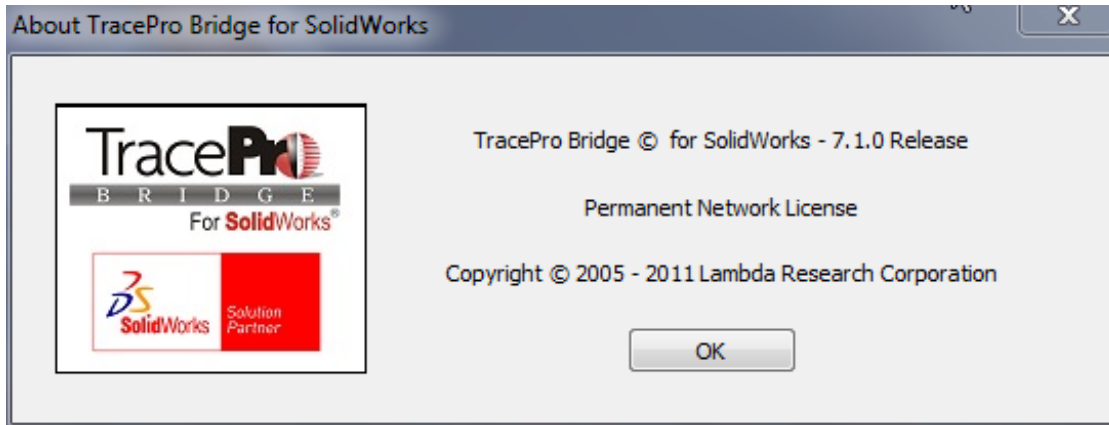 About TracePro Bridge for SolidWorks
TracePro
BRIDGE
For SolidWorks®
SolidWorks
Solution
Partner
TracePro Bridge © for SolidWorks - 7.1.0 Release
Permanent Network License
Copyright © 2005 - 2011 Lambda Research Corporation
OK